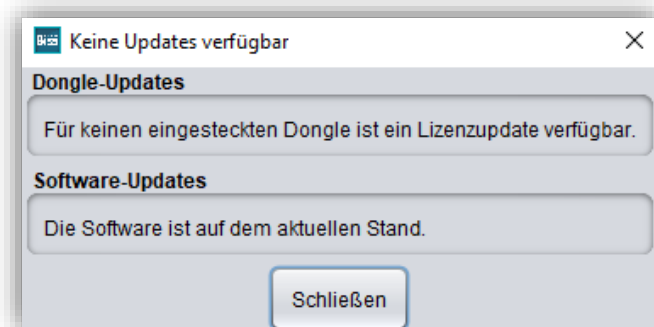 Keine Updates verfügbar
Dongle-Updates
Für keinen eingesteckten Dongle ist ein Lizenzupdate verfügbar.
Software-Updates
Die Software ist auf dem aktuellen Stand.
Schließen